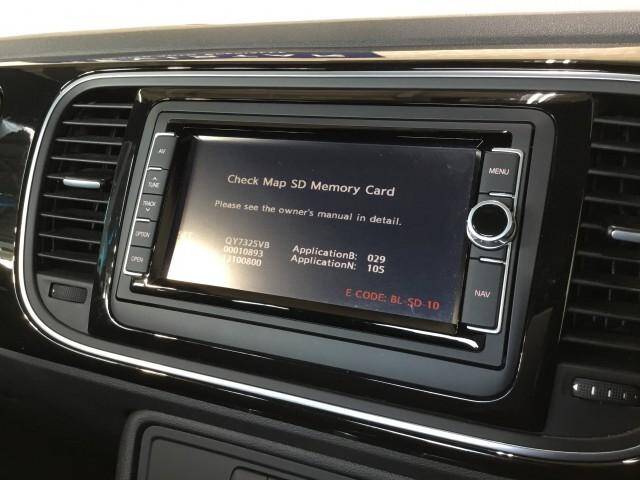 AV
TUNE
TRACK
OPTION
OPEN
Check Map SD Memory Card
Please see the owner's manual in detail.
QY7325VB
00010893
ApplicationB: 029
ApplicationN: 105
E-CODE: BL-SD-10
MENU
NAV